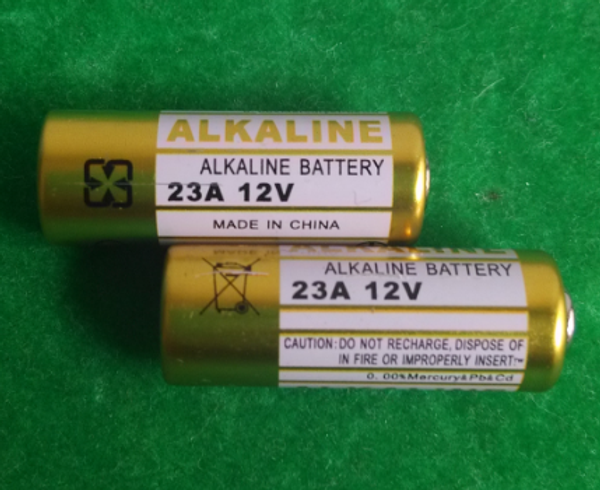 ALKALINE
ALKALINE BATTERY
23A 12V
MADE IN CHINA
ALKALINE
ALKALINE BATTERY
23A 12V
CAUTION: DO NOT RECHARGE, DISPOSE OF
IN FIRE OR IMPROPERLY INSERT
0.00%Mercury&Pb&Cd